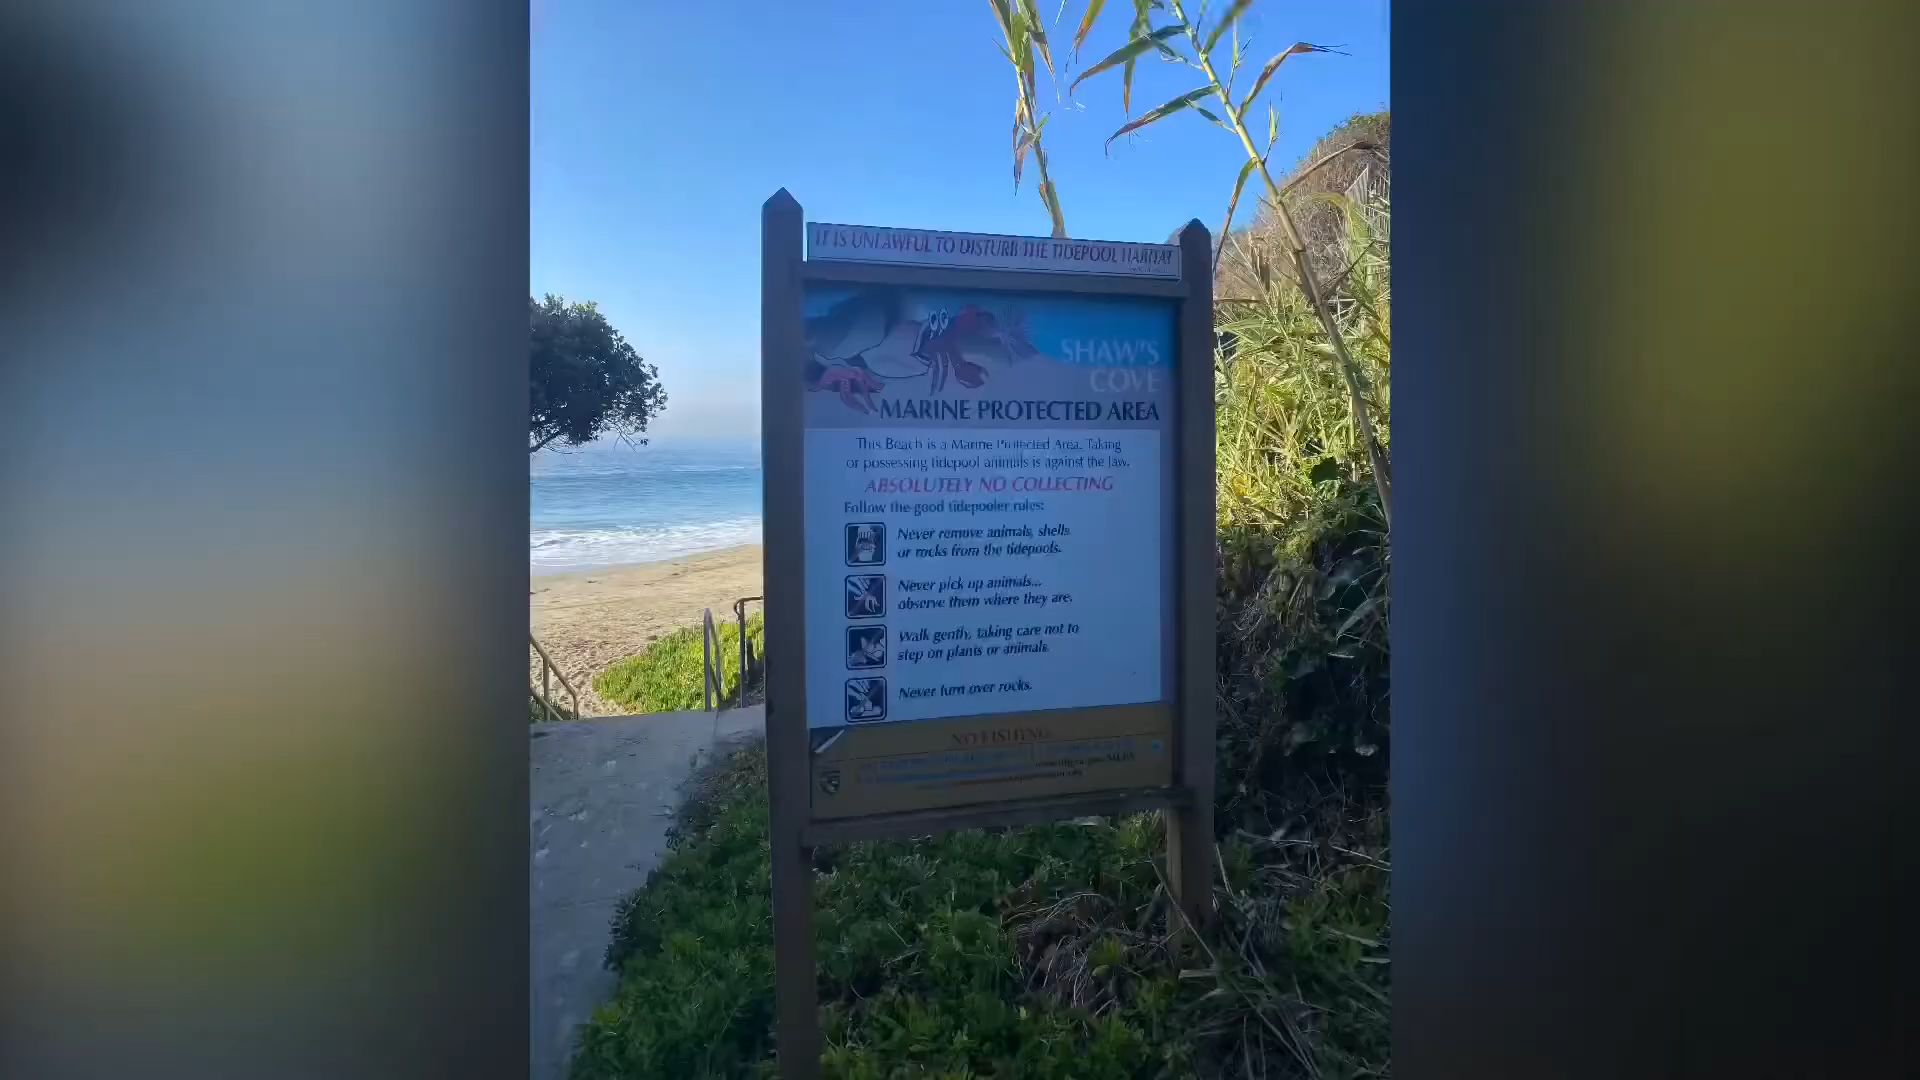 IT IS UNLAWFUL TO DISTURB THE TIDEPOOL HABITAT
SHAW'S
COVE
MARINE PROTECTED AREA
This Beach is a Marine Protected Area. Taking
or possessing tidepool animals is against the law.
ABSOLUTELY NO COLLECTING
Follow the good tidepooler rules:
Never remove animals, shells
or rocks from the tidepools.
Never pick up animals...
observe them where they are.
Walk gently, taking care not to
step on plants or animals.
Never turn over rocks.
NO FISHING